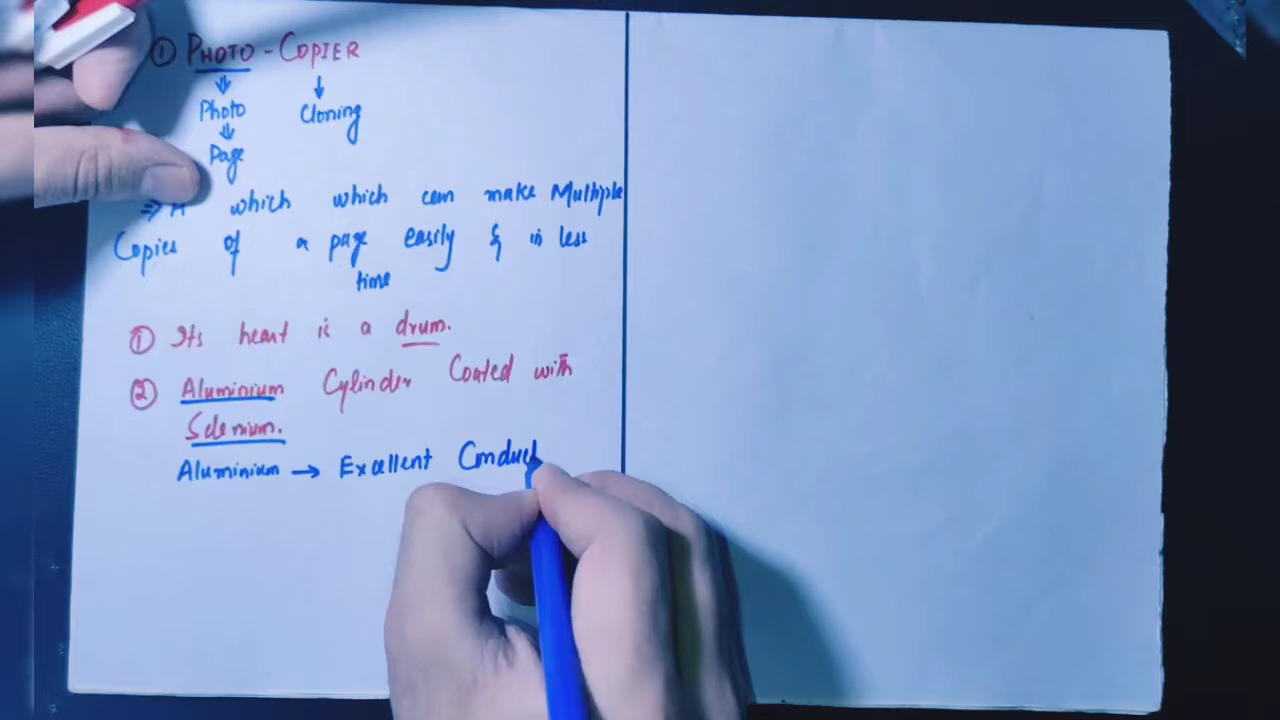 ① PHOTO - COPIER
Photo Cloning
Page
⇒ A which which can make Multiple
Copies of a page easily & in less
time
① Its heart is a drum.
② Aluminium Cylinder Coated with
Selenium.
Aluminium → Excellent Conduct